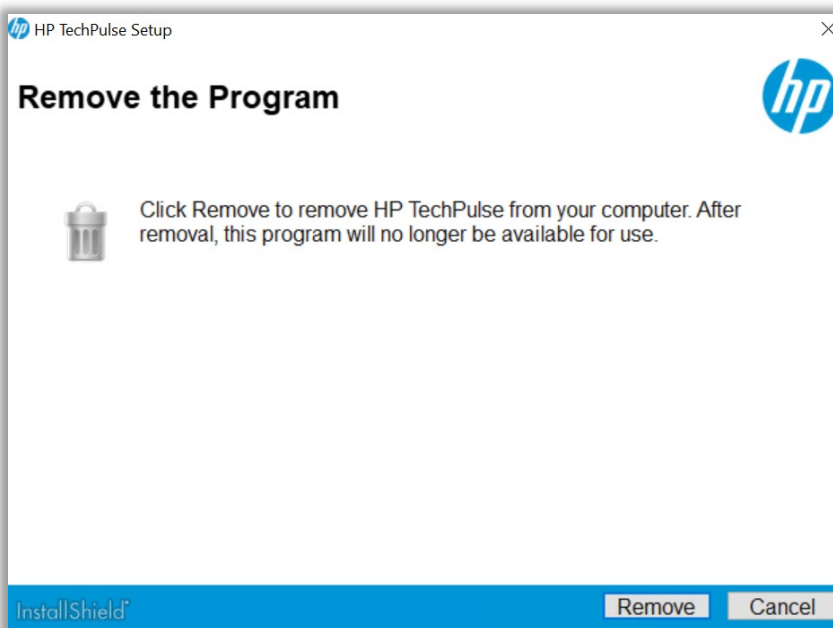 HP TechPulse Setup
Remove the Program
hp
Click Remove to remove HP TechPulse from your computer. After
removal, this program will no longer be available for use.
InstallShield
Remove Cancel